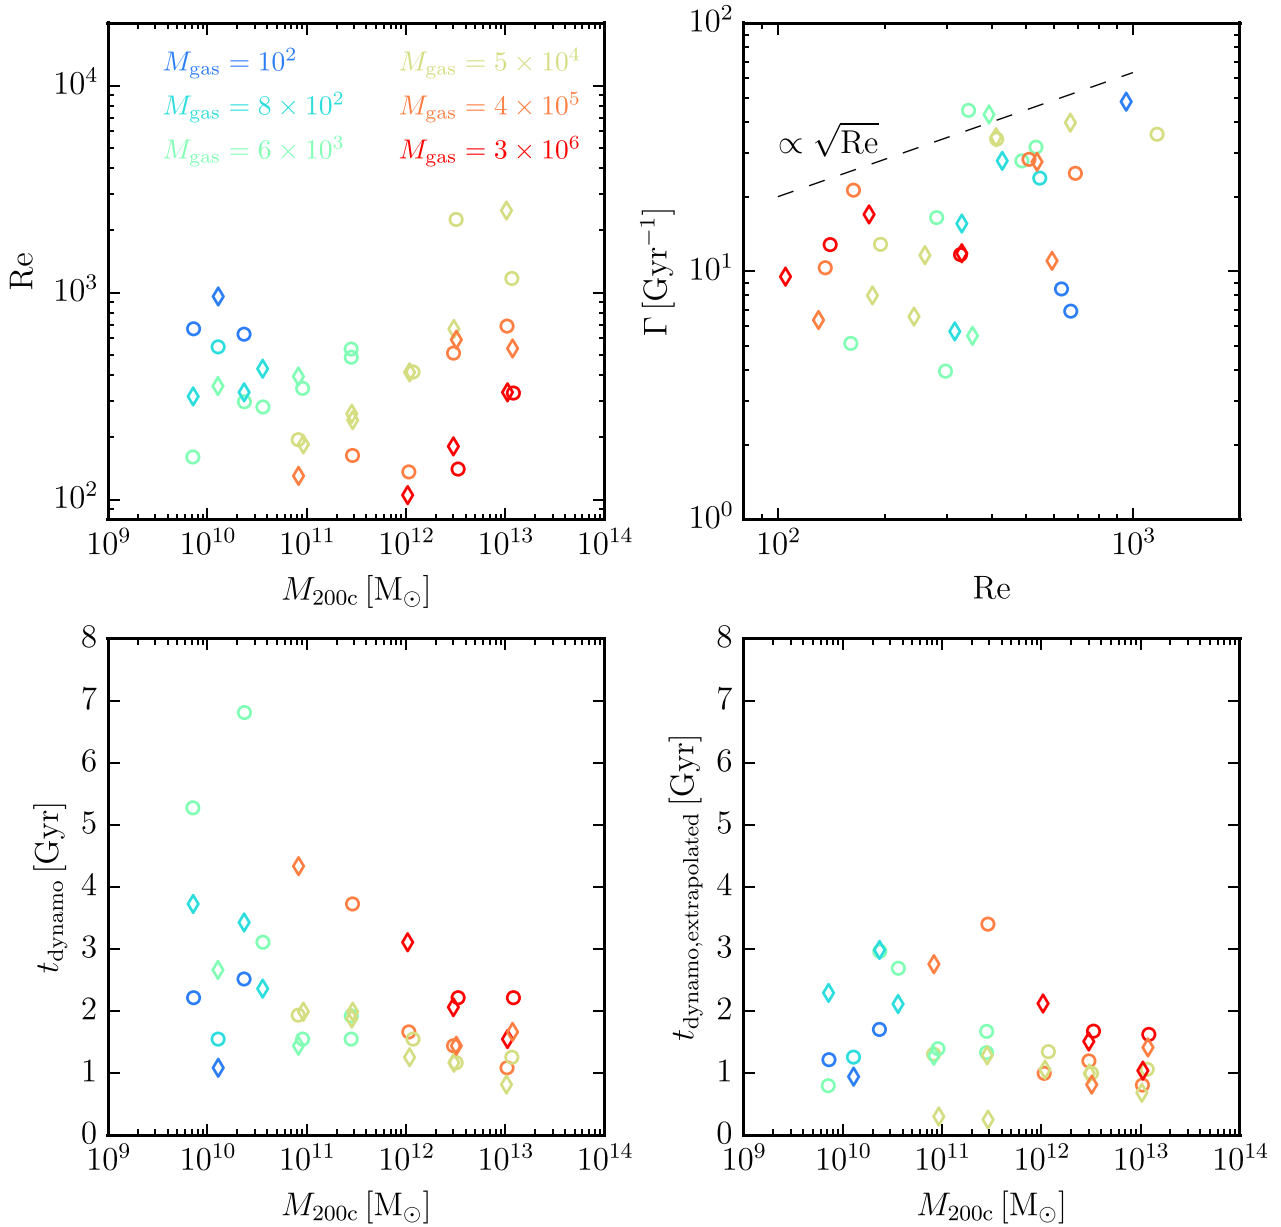 M_gas = 10^2
M_gas = 8 × 10^2
M_gas = 6 × 10^3
M_gas = 5 × 10^4
M_gas = 4 × 10^5
M_gas = 3 × 10^6
10^4
10^3
10^2
Re
10^9 10^10 10^11 10^12 10^13 10^14
M_200c [M_⊙]
10^2
10^1
10^0
Γ [Gyr^−1]
∝ √Re
10^2 10^3
Re
8
7
6
5
4
3
2
1
0
t_dynamo [Gyr]
10^9 10^10 10^11 10^12 10^13 10^14
M_200c [M_⊙]
8
7
6
5
4
3
2
1
0
t_dynamo,extrapolated [Gyr]
10^9 10^10 10^11 10^12 10^13 10^14
M_200c [M_⊙]